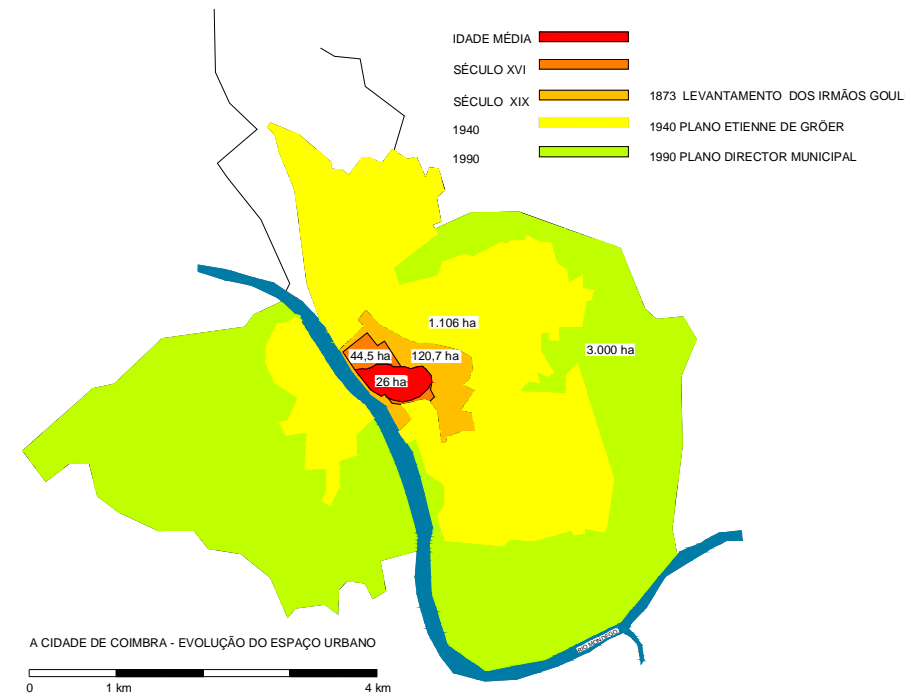 IDADE MÉDIA
SÉCULO XVI
SÉCULO XIX
1873 LEVANTAMENTO DOS IRMÃOS GOUL
1940
1940 PLANO ETIENNE DE GRÖER
1990
1990 PLANO DIRECTOR MUNICIPAL
1.106 ha
3.000 ha
44,5 ha
120,7 ha
26 ha
RIO MONDEGO
A CIDADE DE COIMBRA - EVOLUÇÃO DO ESPAÇO URBANO
0
1 km
4 km